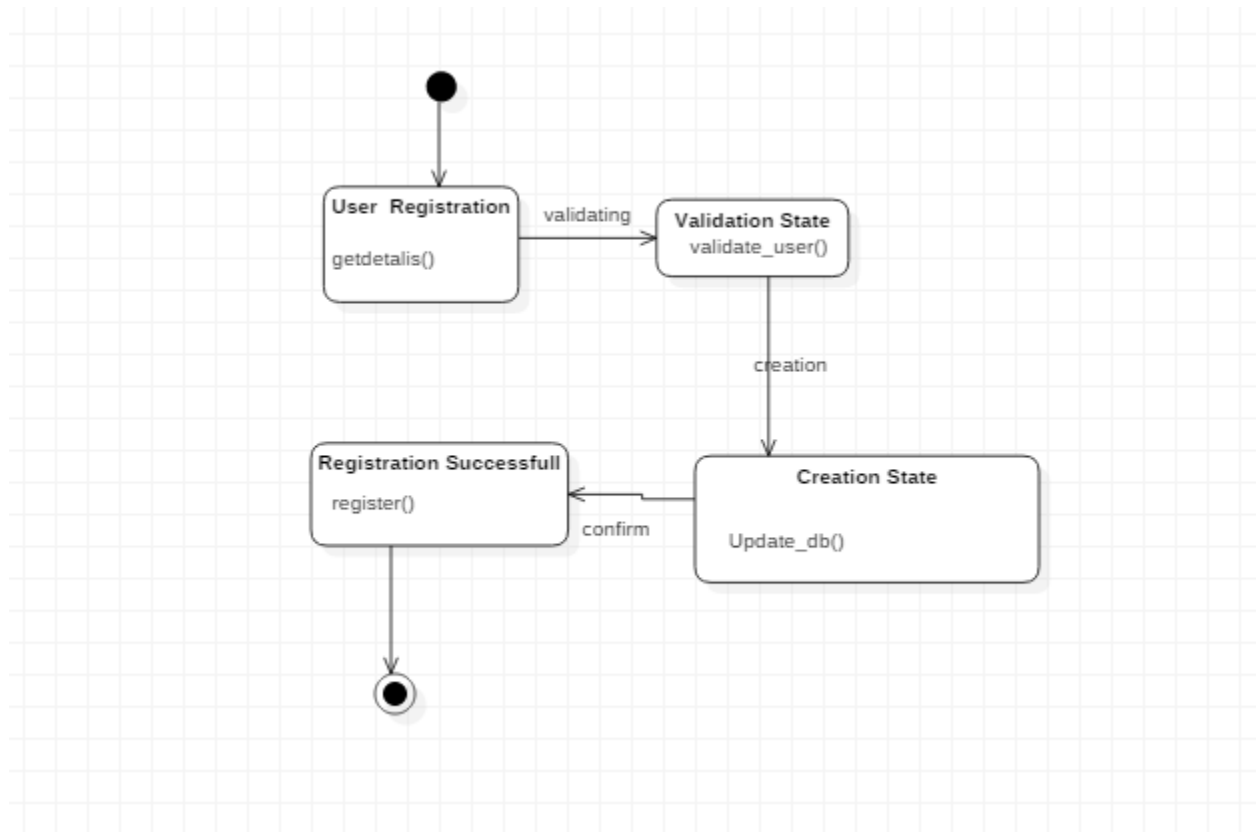 User  Registration
getdetalis()
validating
Validation State
validate_user()
creation
Creation State
Update_db()
confirm
Registration Successfull
register()